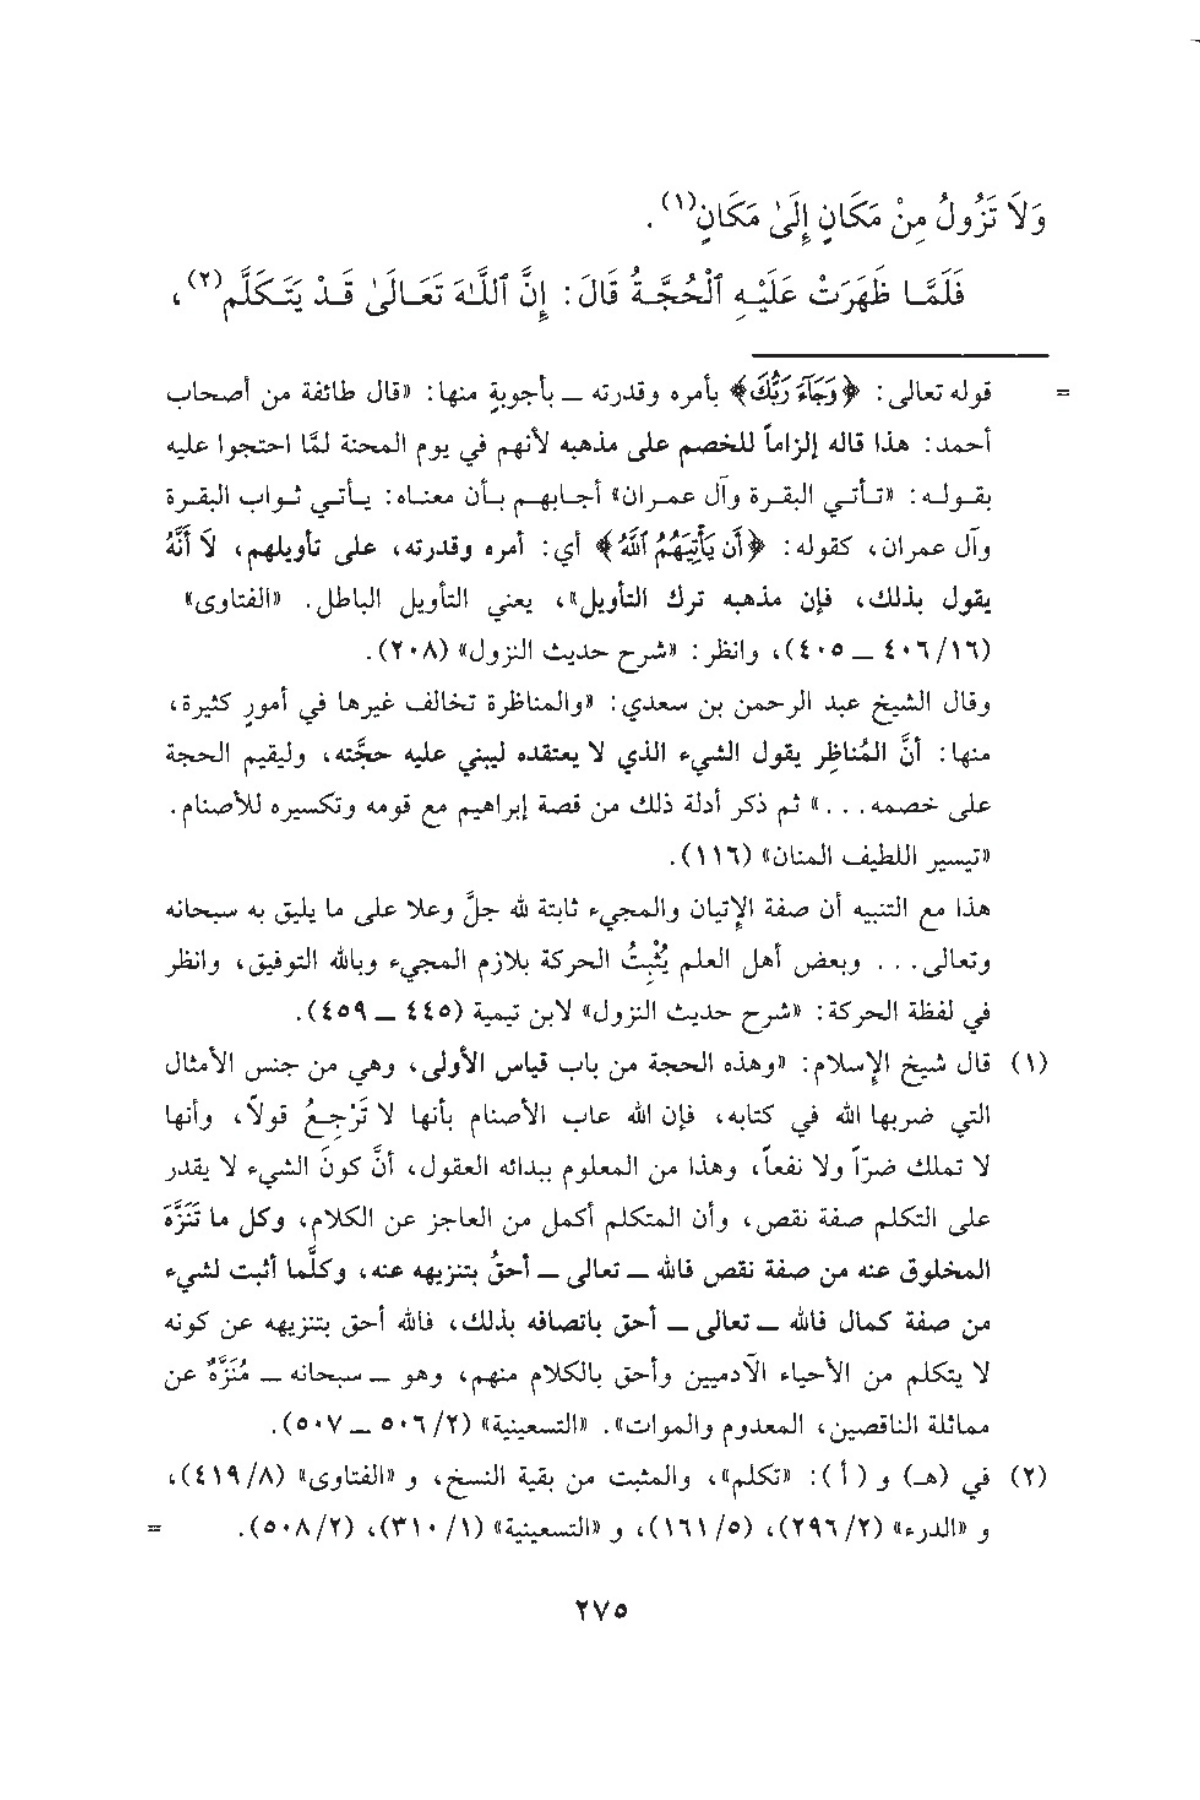 وَلاَ تَزُولُ مِنْ مَكَانٍ إِلَىٰ مَكَانٍ(١).
فَلَمَّا ظَهَرَتْ عَلَيْهِ ٱلْحُجَّةُ قَالَ: إِنَّ ٱللَّـٰهَ تَعَالَىٰ قَدْ يَتَكَلَّم(٢)،
= قوله تعالى: ﴿وَجَآءَ رَبُّكَ﴾ بأمره وقدرته ــ بأجوبةٍ منها: «قال طائفة من أصحاب
أحمد: هذا قاله إلزاماً للخصم على مذهبه لأنهم في يوم المحنة لمَّا احتجوا عليه
بقوله: «تأتي البقرة وآل عمران» أجابهم بأن معناه: يأتي ثواب البقرة
وآل عمران، كقوله: ﴿أَن يَأْتِيَهُمُ ٱللَّهُ﴾ أي: أمره وقدرته، على تأويلهم، لاَ أَنَّهُ
يقول بذلك، فإن مذهبه ترك التأويل»، يعني التأويل الباطل. «الفتاوى»
(١٦/ ٤٠٦ ــ ٤٠٥)، وانظر: «شرح حديث النزول» (٢٠٨).
وقال الشيخ عبد الرحمن بن سعدي: «والمناظرة تخالف غيرها في أمورٍ كثيرة،
منها: أنَّ المُناظِر يقول الشيء الذي لا يعتقده ليبني عليه حجَّته، وليقيم الحجة
على خصمه...» ثم ذكر أدلة ذلك من قصة إبراهيم مع قومه وتكسيره للأصنام.
«تيسير اللطيف المنان» (١١٦).
هذا مع التنبيه أن صفة الإتيان والمجيء ثابتة لله جلَّ وعلا على ما يليق به سبحانه
وتعالى... وبعض أهل العلم يُثْبِتُ الحركة بلازم المجيء وبالله التوفيق، وانظر
في لفظة الحركة: «شرح حديث النزول» لابن تيمية (٤٤٥ ــ ٤٥٩).
(١) قال شيخ الإسلام: «وهذه الحجة من باب قياس الأولى، وهي من جنس الأمثال
التي ضربها الله في كتابه، فإن الله عاب الأصنام بأنها لا تَرْجِعُ قولاً، وأنها
لا تملك ضرّاً ولا نفعاً، وهذا من المعلوم ببدائه العقول، أنَّ كونَ الشيء لا يقدر
على التكلم صفة نقص، وأن المتكلم أكمل من العاجز عن الكلام، وكل ما تَنَزَّهَ
المخلوق عنه من صفة نقص فالله ــ تعالى ــ أحقُ بتنزيهه عنه، وكلَّما أثبت لشيء
من صفة كمال فالله ــ تعالى ــ أحق باتصافه بذلك، فالله أحق بتنزيهه عن كونه
لا يتكلم من الأحياء الآدميين وأحق بالكلام منهم، وهو ــ سبحانه ــ مُنَزَّهٌ عن
مماثلة الناقصين، المعدوم والموات». «التسعينية» (٢/ ٥٠٦ ــ ٥٠٧).
(٢) في (هـ) و (أ): «تكلم»، والمثبت من بقية النسخ، و «الفتاوى» (٨/ ٤١٩)،
و «الدرء» (٢/ ٢٩٦)، (٥/ ١٦١)، و «التسعينية» (١/ ٣١٠)، (٢/ ٥٠٨). =
٢٧٥